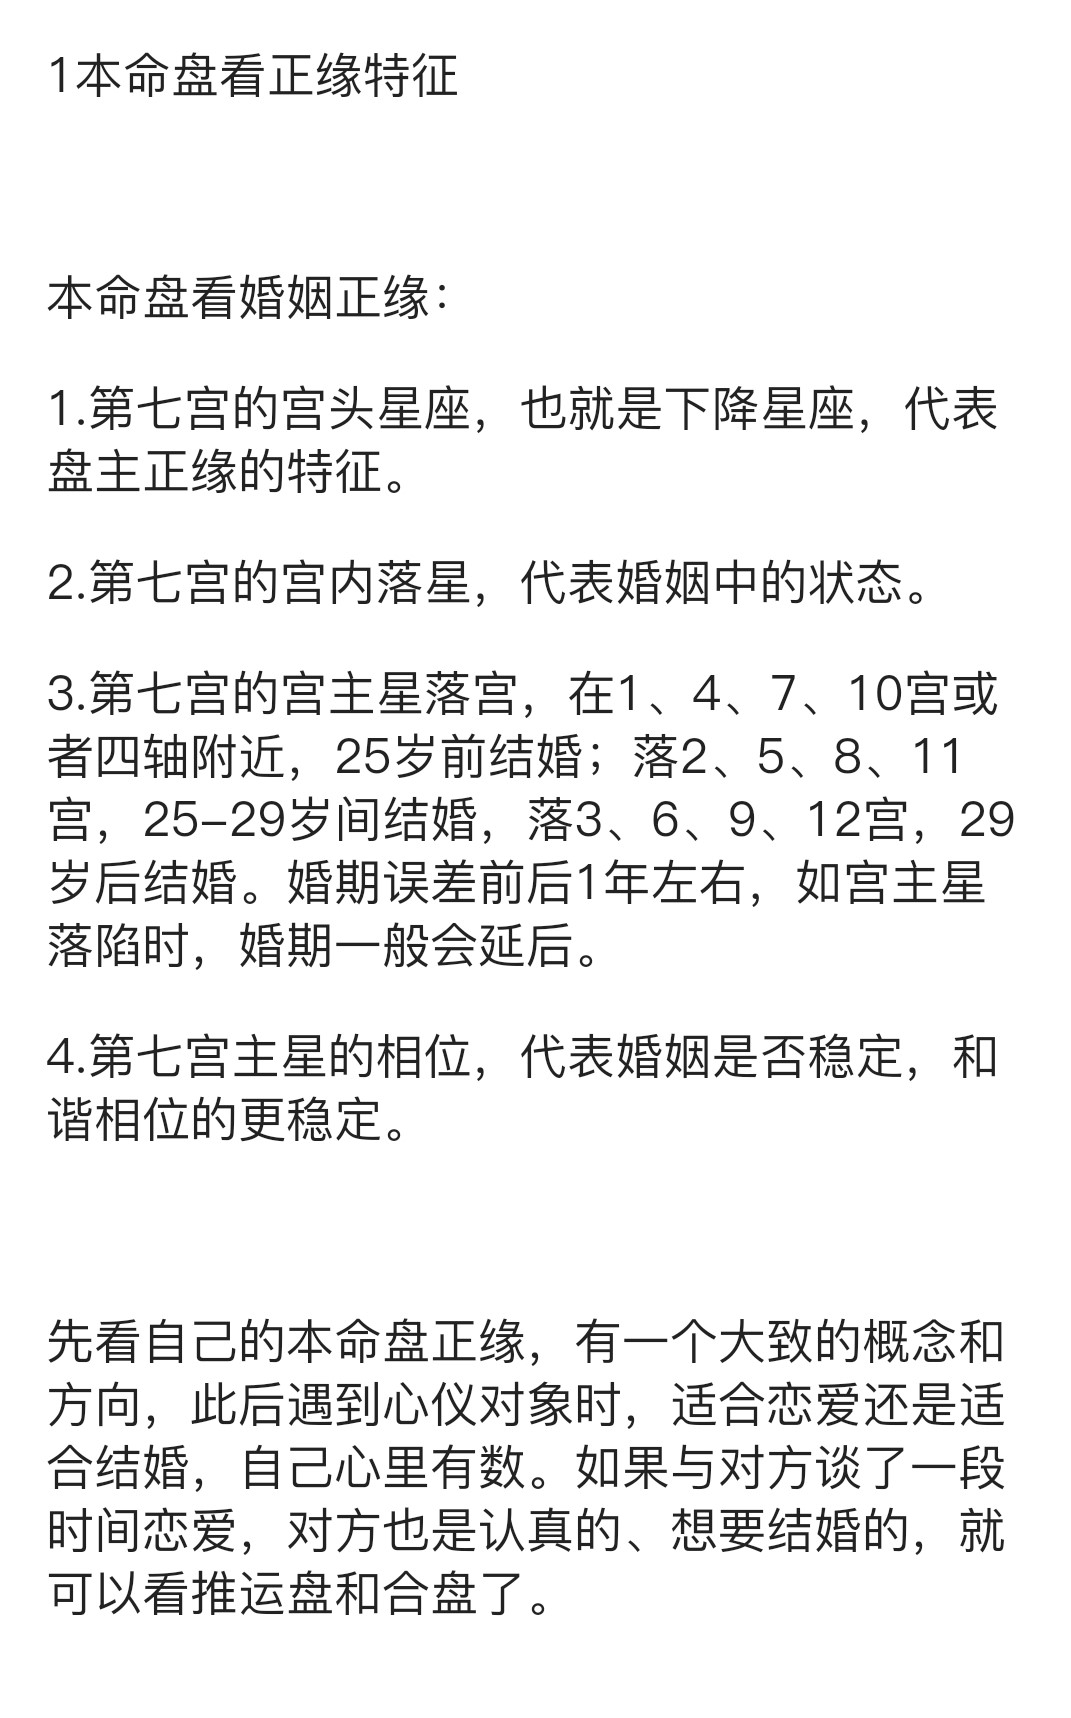 1本命盘看正缘特征
本命盘看婚姻正缘：
1.第七宫的宫头星座，也就是下降星座，代表
盘主正缘的特征。
2.第七宫的宫内落星，代表婚姻中的状态。
3.第七宫的宫主星落宫，在1、4、7、10宫或
者四轴附近，25岁前结婚；落2、5、8、11
宫，25–29岁间结婚，落3、6、9、12宫，29
岁后结婚。婚期误差前后1年左右，如宫主星
落陷时，婚期一般会延后。
4.第七宫主星的相位，代表婚姻是否稳定，和
谐相位的更稳定。
先看自己的本命盘正缘，有一个大致的概念和
方向，此后遇到心仪对象时，适合恋爱还是适
合结婚，自己心里有数。如果与对方谈了一段
时间恋爱，对方也是认真的、想要结婚的，就
可以看推运盘和合盘了。